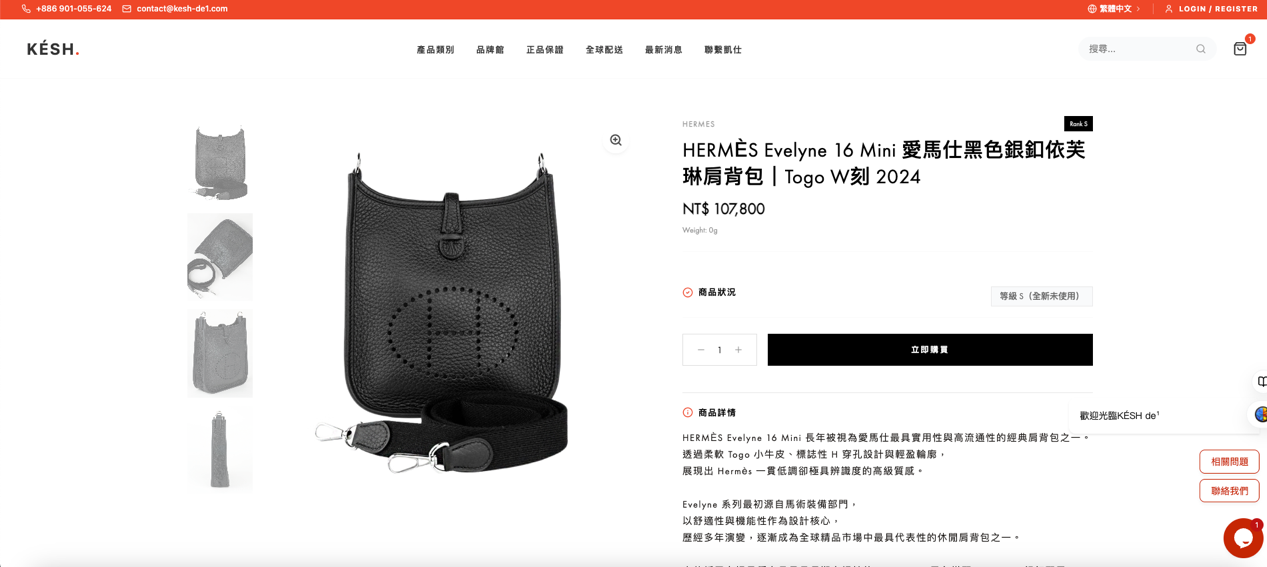 +886 901-055-624 contact@kesh-de1.com 繁體中文 LOGIN / REGISTER
KÉSH. 產品類別 品牌館 正品保證 全球配送 最新消息 聯繫凱仕 搜尋... 1
HERMES Rank S
HERMÈS Evelyne 16 Mini 愛馬仕黑色銀釦依芙
琳肩背包｜Togo W刻 2024
NT$ 107,800
Weight: 0g
商品狀況 等級 S（全新未使用）
1 立即購買
商品詳情
歡迎光臨KÉSH de¹
HERMÈS Evelyne 16 Mini 長年被視為愛馬仕最具實用性與高流通性的經典肩背包之一。
透過柔軟 Togo 小牛皮、標誌性 H 穿孔設計與輕盈輪廓，
展現出 Hermès 一貫低調卻極具辨識度的高級質感。
相關問題
聯絡我們
Evelyne 系列最初源自馬術裝備部門，
以舒適性與機能性作為設計核心，
歷經多年演變，逐漸成為全球精品市場中最具代表性的休閒肩背包之一。
1